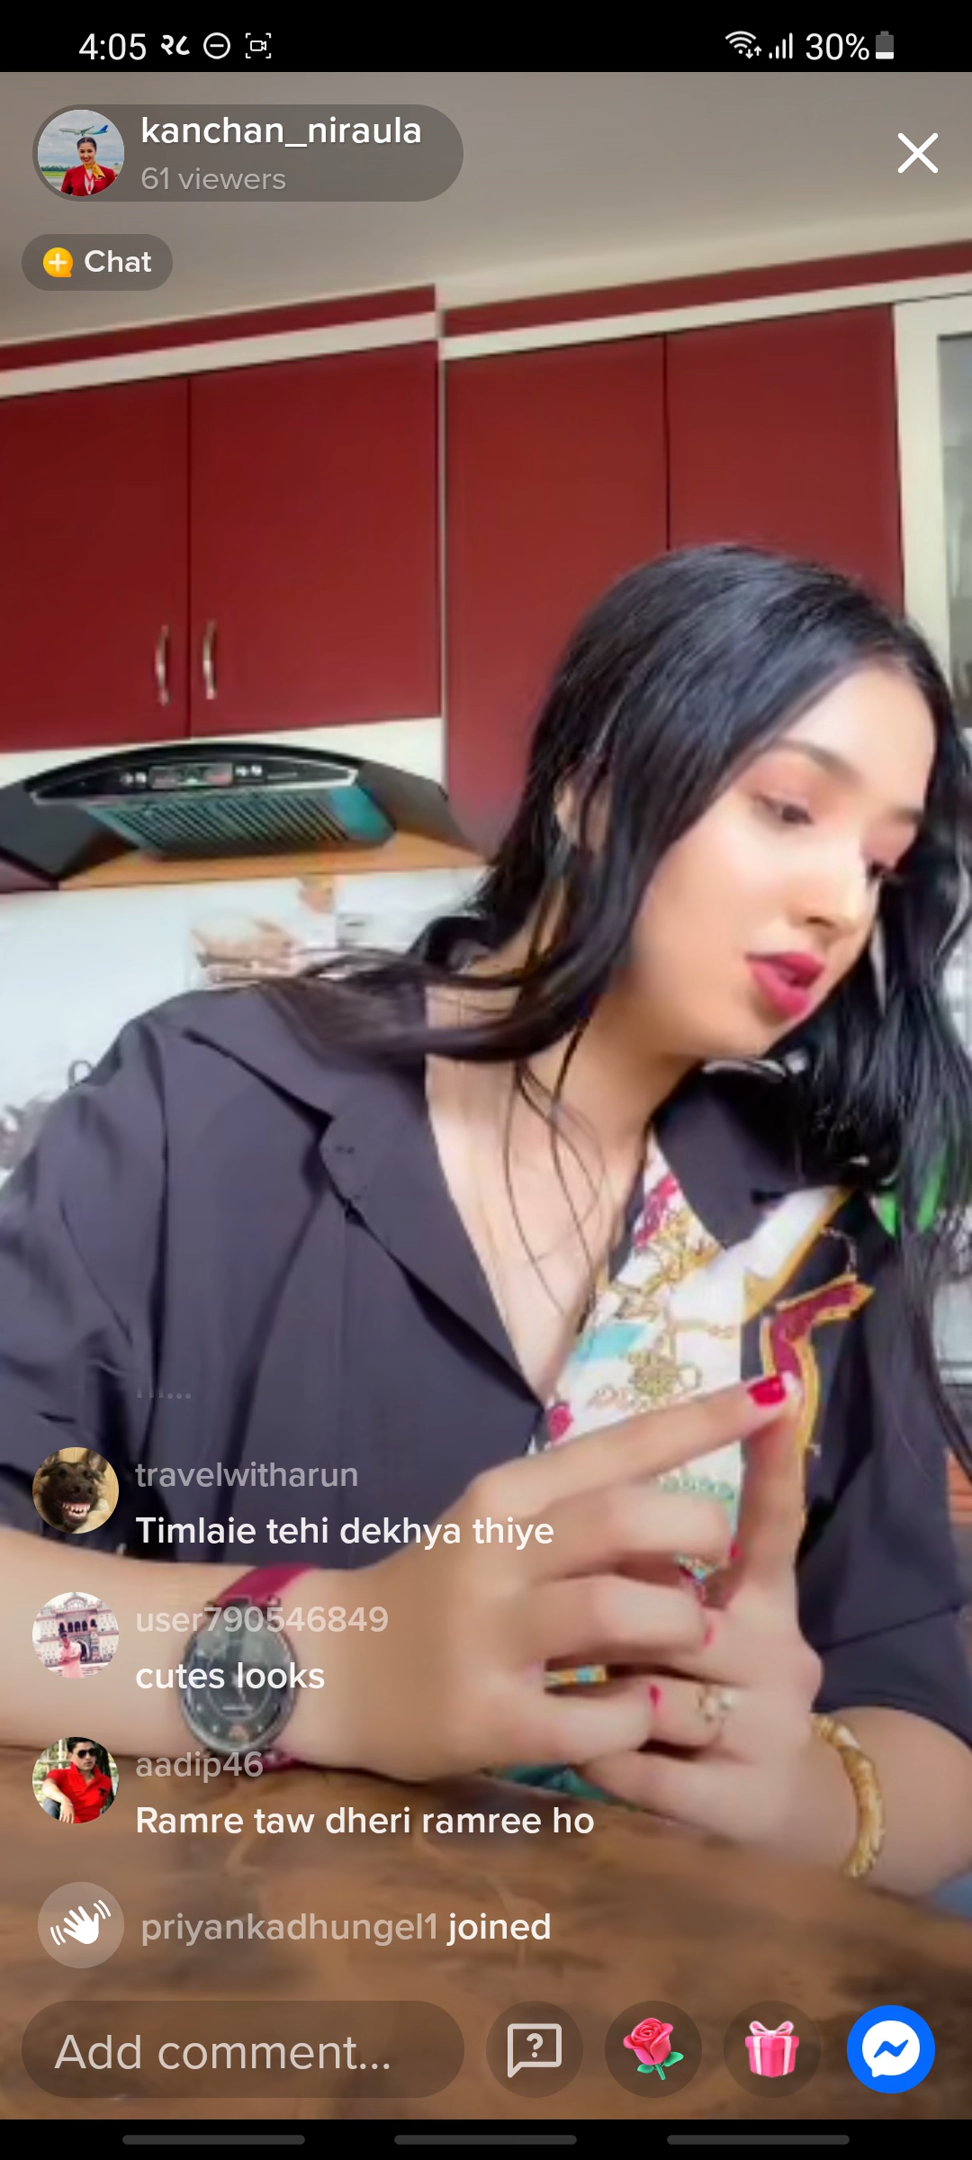 4:05 २८ 30%
kanchan_niraula
61 viewers
Chat
travelwitharun
Timlaie tehi dekhya thiye
user790546849
cutes looks
aadip46
Ramre taw dheri ramree ho
priyankadhungel1 joined
Add comment...